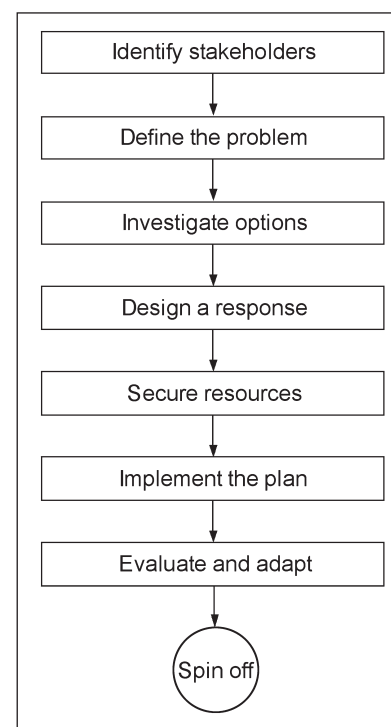 Identify stakeholders
Define the problem
Investigate options
Design a response
Secure resources
Implement the plan
Evaluate and adapt
Spin off